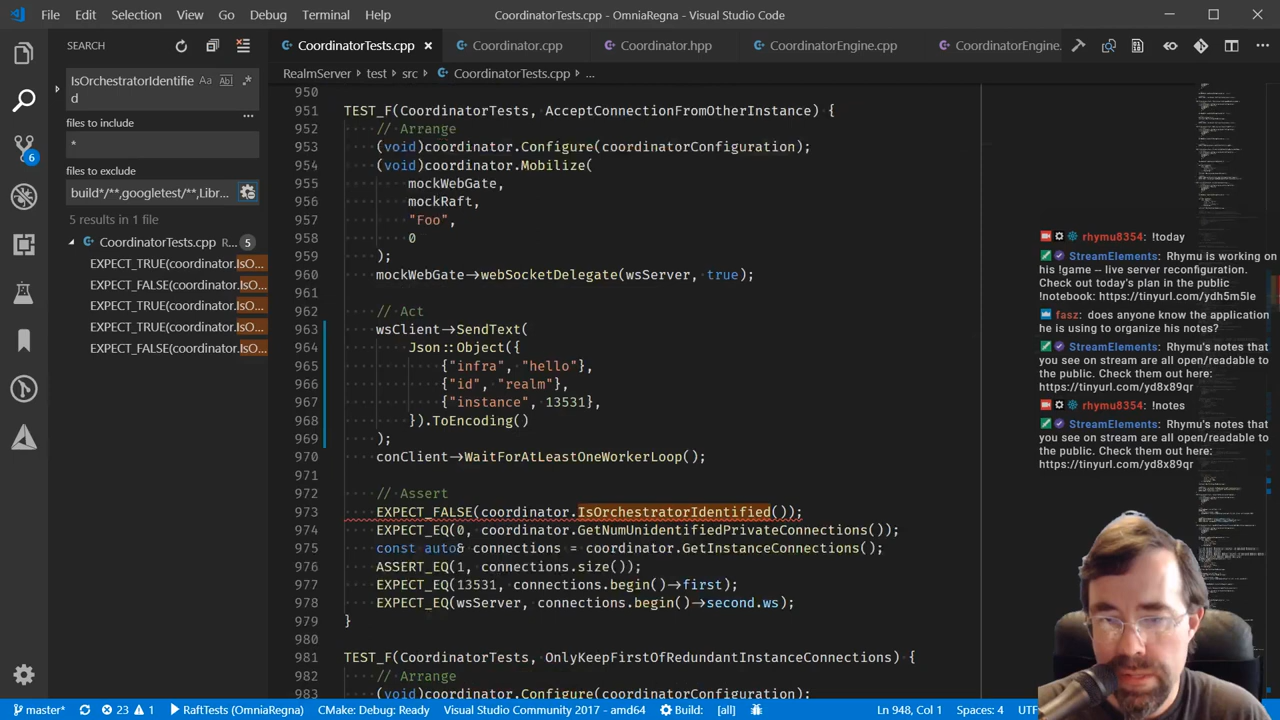 File Edit Selection View Go Debug Terminal Help CoordinatorTests.cpp - OmniaRegna - Visual Studio Code
SEARCH
IsOrchestratorIdentifie
d
Aa Abl .*
files to include
*
files to exclude
build*/**,googletest/**,Libr...
5 results in 1 file
CoordinatorTests.cpp R... 5
EXPECT_TRUE(coordinator.IsO...
EXPECT_FALSE(coordinator.IsO...
EXPECT_TRUE(coordinator.IsO...
EXPECT_TRUE(coordinator.IsO...
EXPECT_FALSE(coordinator.IsO...
6
CoordinatorTests.cpp Coordinator.cpp Coordinator.hpp CoordinatorEngine.cpp CoordinatorEngine.
RealmServer > test > src > CoordinatorTests.cpp > ...
950
951 TEST_F(CoordinatorTests, AcceptConnectionFromOtherInstance) {
952 // Arrange
953 (void)coordinator.Configure(coordinatorConfiguration);
954 (void)coordinator.Mobilize(
955 mockWebGate,
956 mockRaft,
957 "Foo",
958 0
959 );
960 mockWebGate->webSocketDelegate(wsServer, true);
961
962 // Act
963 wsClient->SendText(
964 Json::Object({
965 {"infra", "hello"},
966 {"id", "realm"},
967 {"instance", 13531},
968 }).ToEncoding()
969 );
970 conClient->WaitForAtLeastOneWorkerLoop();
971
972 // Assert
973 EXPECT_FALSE(coordinator.IsOrchestratorIdentified());
974 EXPECT_EQ(0, coordinator.GetNumUnidentifiedPrivateConnections());
975 const auto& connections = coordinator.GetInstanceConnections();
976 ASSERT_EQ(1, connections.size());
977 EXPECT_EQ(13531, connections.begin()->first);
978 EXPECT_EQ(wsServer, connections.begin()->second.ws);
979 }
980
981 TEST_F(CoordinatorTests, OnlyKeepFirstOfRedundantInstanceConnections) {
982 // Arrange
983 (void)coordinator.Configure(coordinatorConfiguration);
rhymu8354: !today
StreamElements: Rhymu is working on
his !game -- live server reconfiguration.
Check out today's plan in the public
!notebook: https://tinyurl.com/ydh5m5le
fasz: does anyone know the application
he is using to organize his notes?
StreamElements: Rhymu's notes that
you see on stream are all open/readable to
the public. Check them out here:
https://tinyurl.com/yd8x89qr
rhymu8354: !notes
StreamElements: Rhymu's notes that
you see on stream are all open/readable to
the public. Check them out here:
https://tinyurl.com/yd8x89qr
master* 23 1 RaftTests (OmniaRegna) CMake: Debug: Ready Visual Studio Community 2017 - amd64 Build: [all] Ln 948, Col 1 Spaces: 4